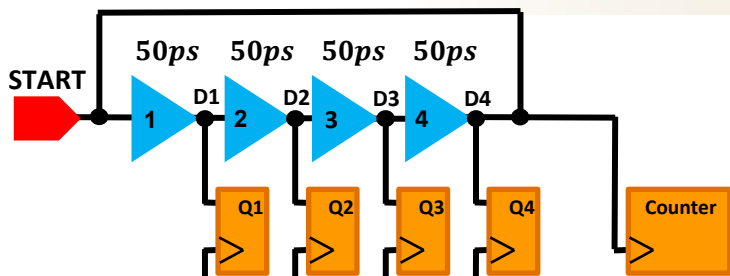 50ps 50ps 50ps 50ps
START
D1 D2 D3 D4
1 2 3 4
Q1 Q2 Q3 Q4 Counter